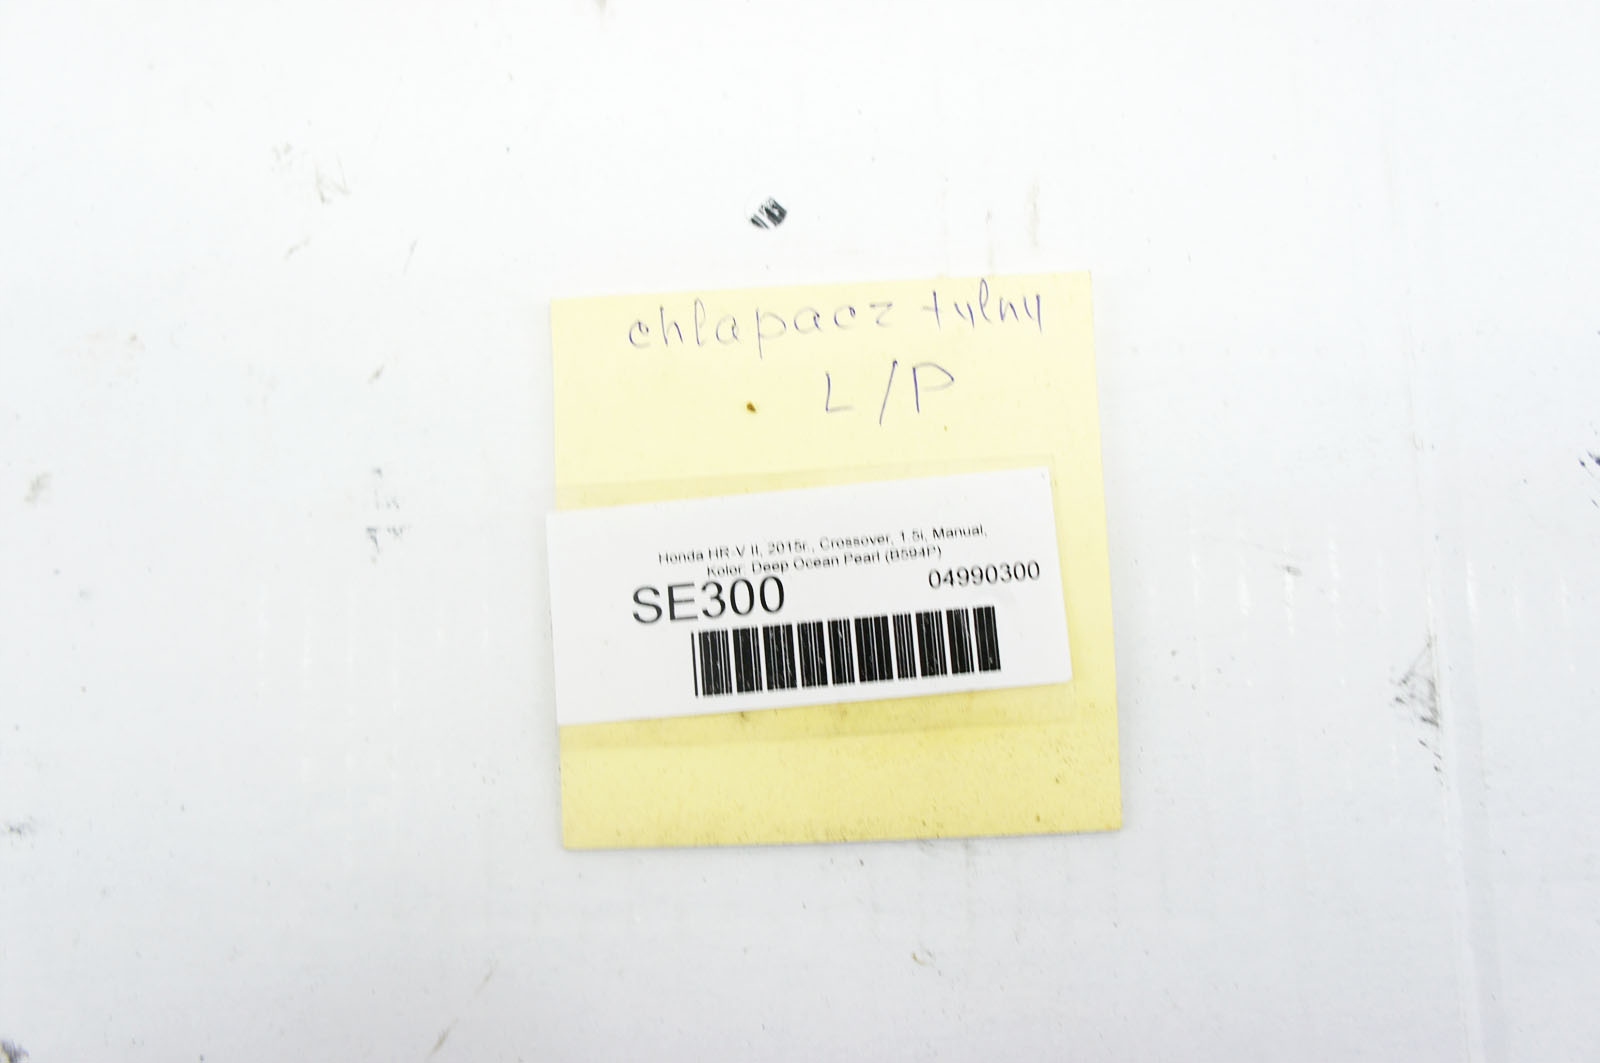 chlapacz tylny
L/P
Honda HR-V II, 2015r., Crossover, 1.5i, Manual,
Kolor: Deep Ocean Pearl (B594P)
SE300 04990300